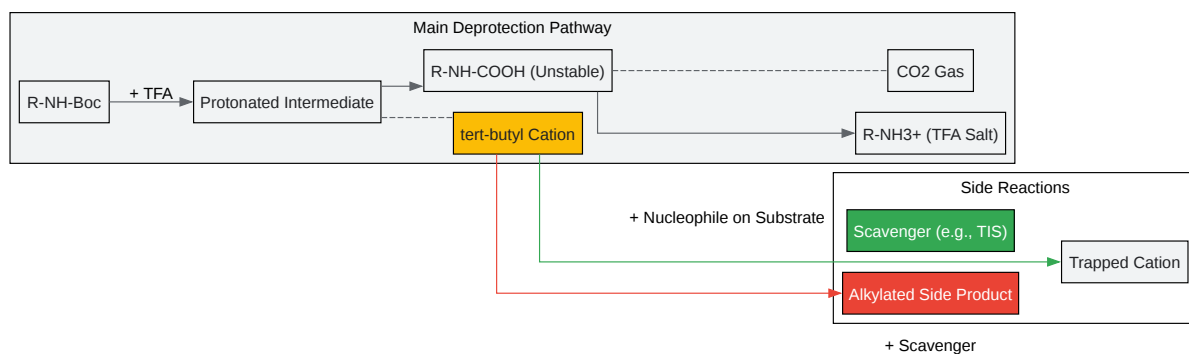 Main Deprotection Pathway
R-NH-Boc
+ TFA
Protonated Intermediate
R-NH-COOH (Unstable)
CO2 Gas
tert-butyl Cation
R-NH3+ (TFA Salt)
Side Reactions
+ Nucleophile on Substrate
Scavenger (e.g., TIS)
Trapped Cation
Alkylated Side Product
+ Scavenger